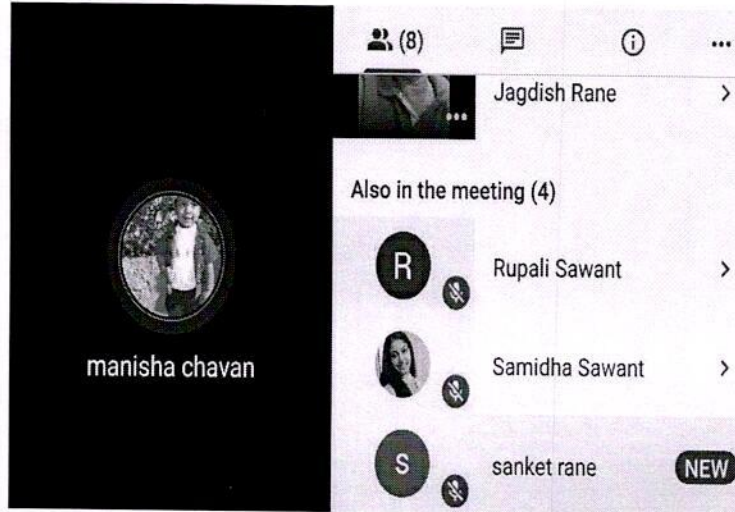 (8)
Jagdish Rane
Also in the meeting (4)
R
Rupali Sawant
manisha chavan
Samidha Sawant
S
sanket rane
NEW